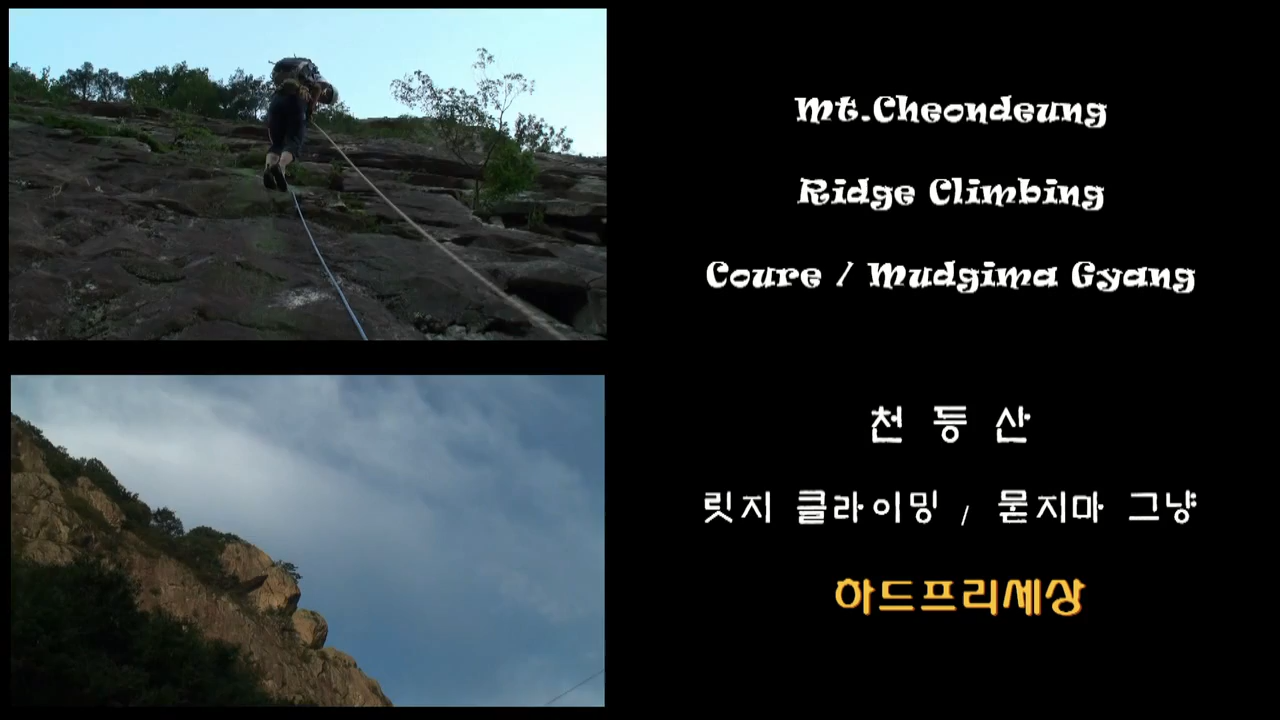 Mt.Cheondeung
Ridge Climbing
Coure / Mudgima Gyang
천 등 산
릿지 클라이밍 / 묻지마 그냥
하드프리세상